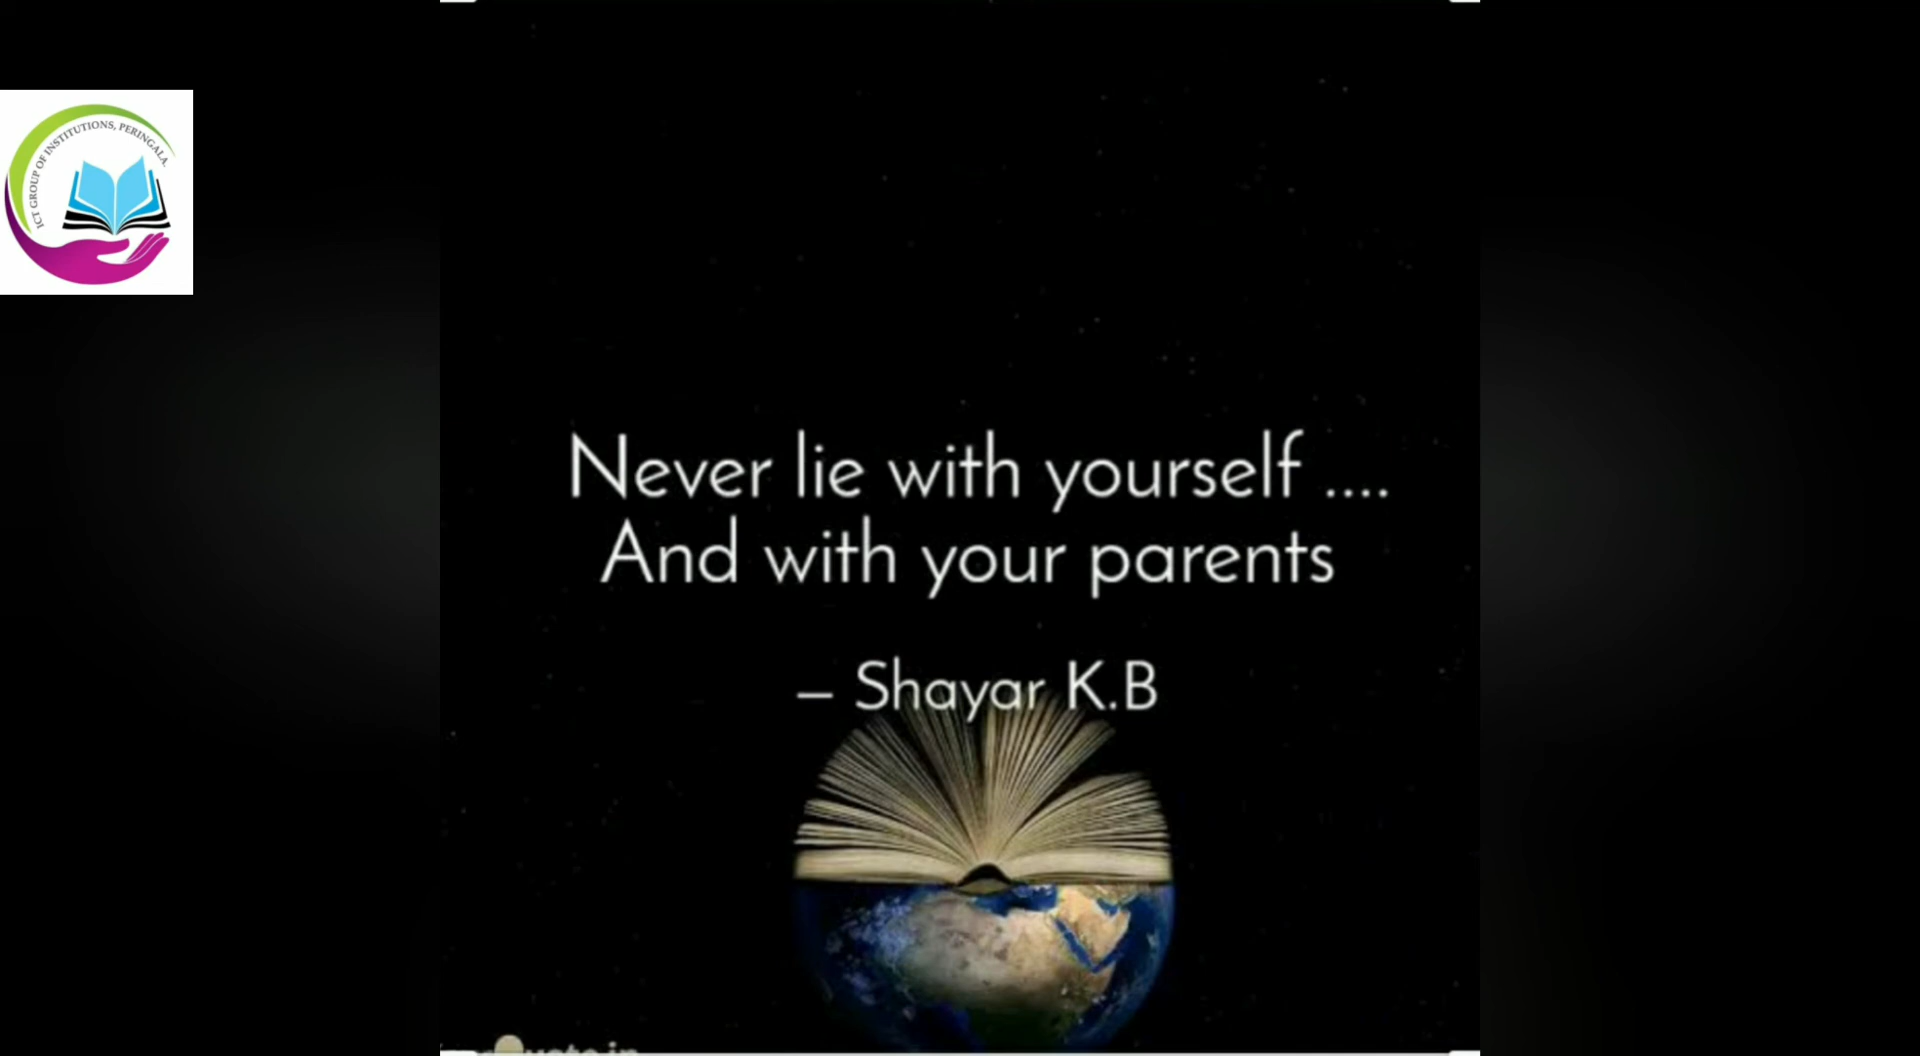 ICT GROUP OF INSTITUTIONS, PERINGALA.
Never lie with yourself ....
And with your parents
– Shayar K.B